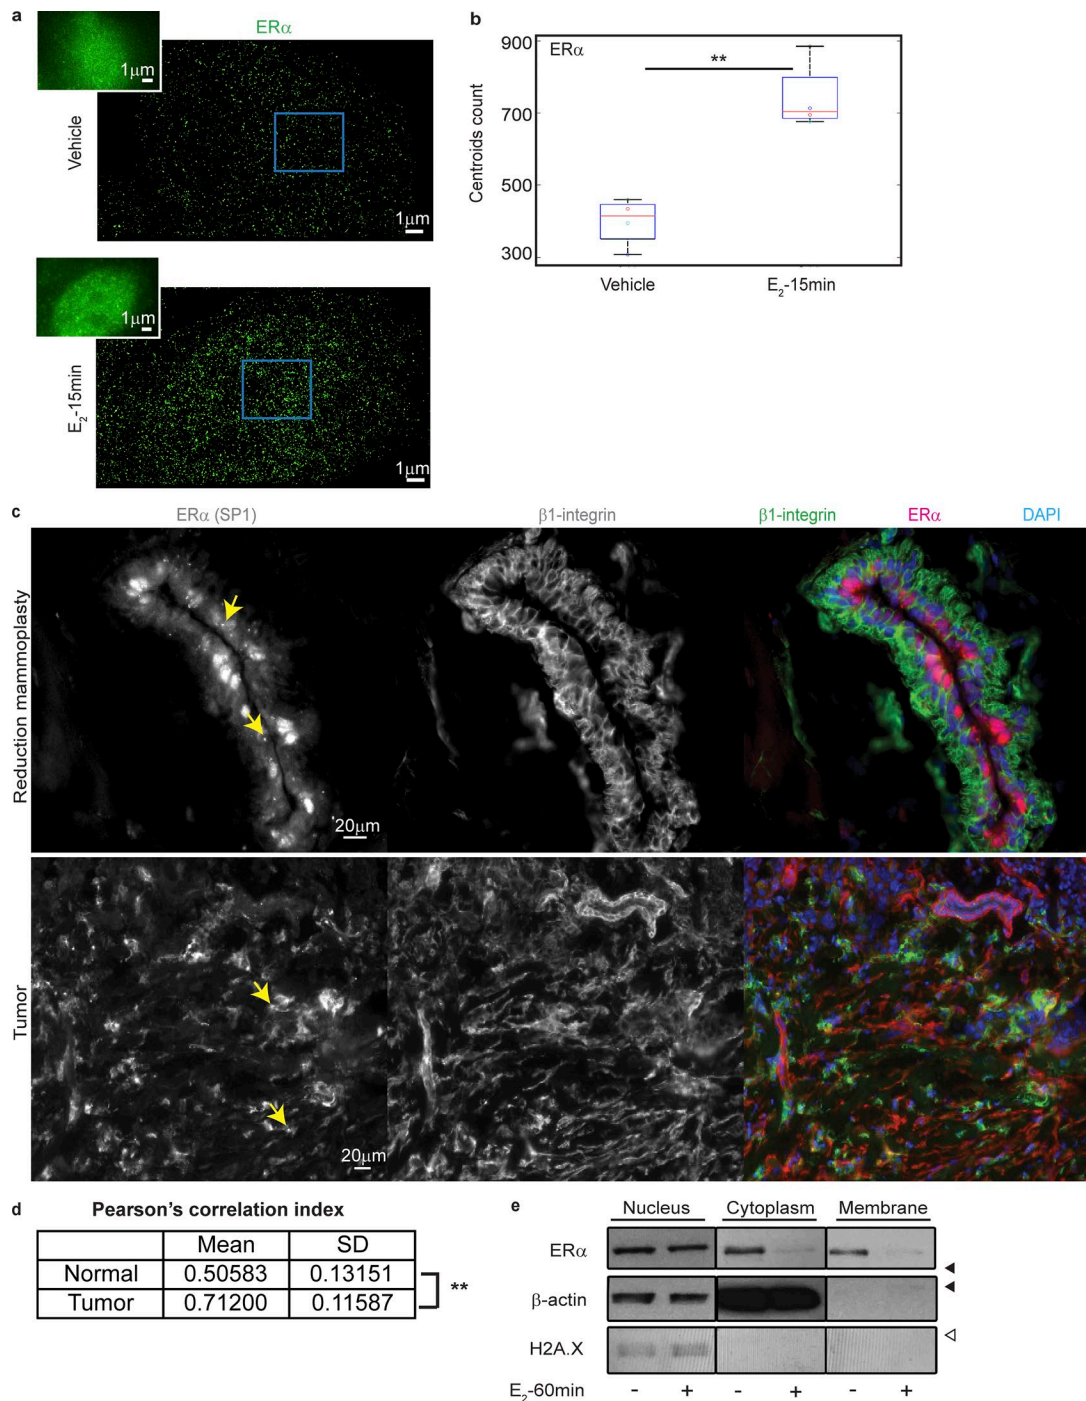 a
ERα
1μm
Vehicle
1μm
1μm
E2-15min
1μm
b
ERα
**
Centroids count
900
700
500
300
Vehicle
E2-15min
c
ERα (SP1)
β1-integrin
β1-integrin ERα DAPI
Reduction mammoplasty
20μm
Tumor
20μm
d
Pearson's correlation index
Mean SD
Normal 0.50583 0.13151
Tumor 0.71200 0.11587
**
e
Nucleus Cytoplasm Membrane
ERα
β-actin
H2A.X
E2-60min - + - + - +